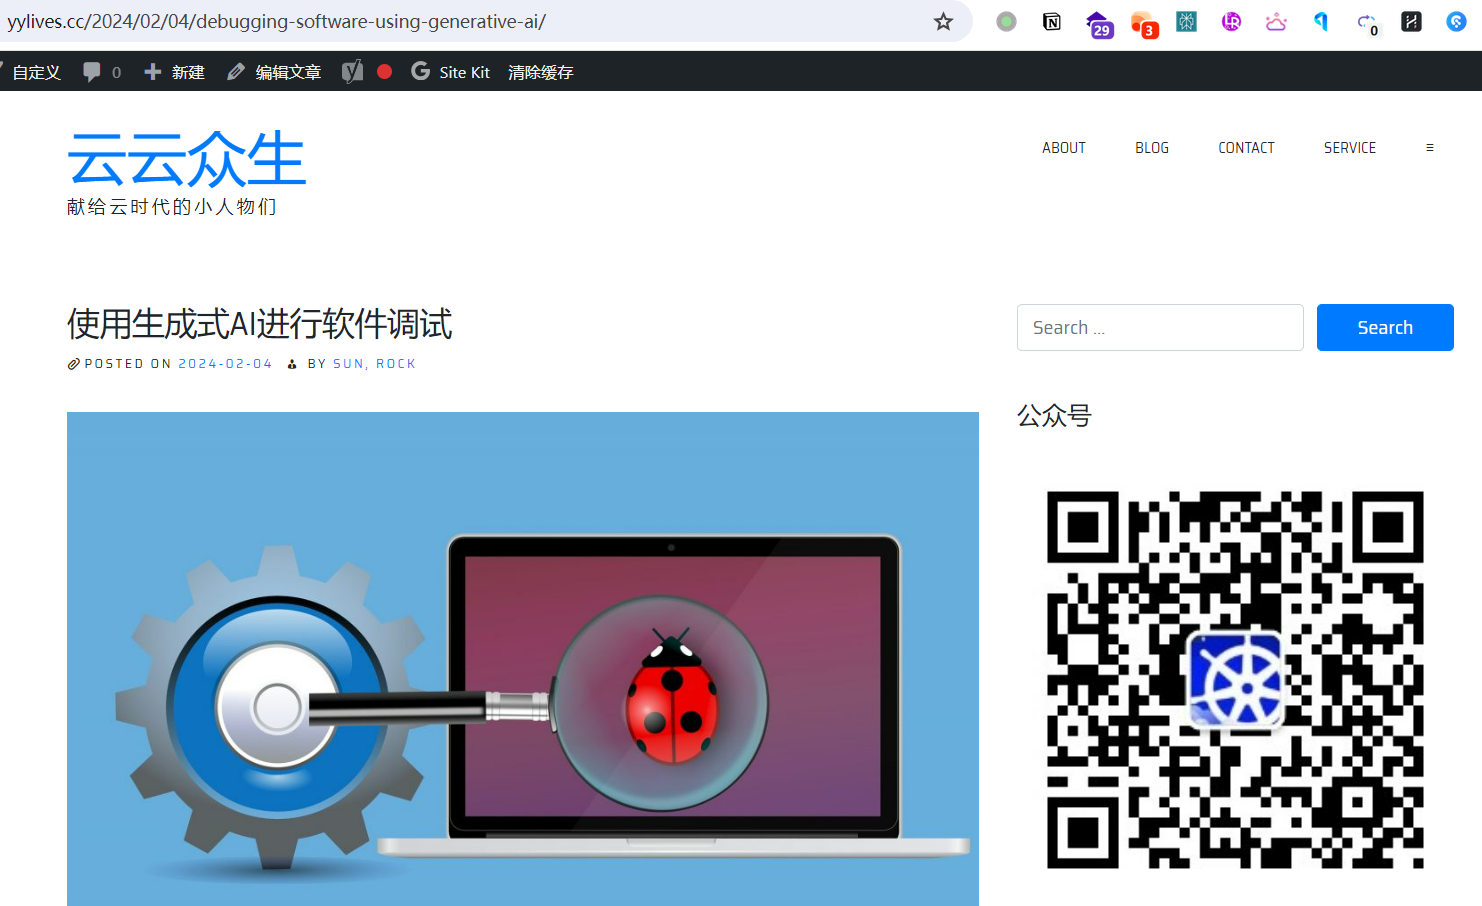 yylives.cc/2024/02/04/debugging-software-using-generative-ai/
29
3
0
自定义
0
新建
编辑文章
Site Kit
清除缓存
云云众生
献给云时代的小人物们
ABOUT
BLOG
CONTACT
SERVICE
使用生成式AI进行软件调试
POSTED ON 2024-02-04 BY SUN, ROCK
Search ...
Search
公众号